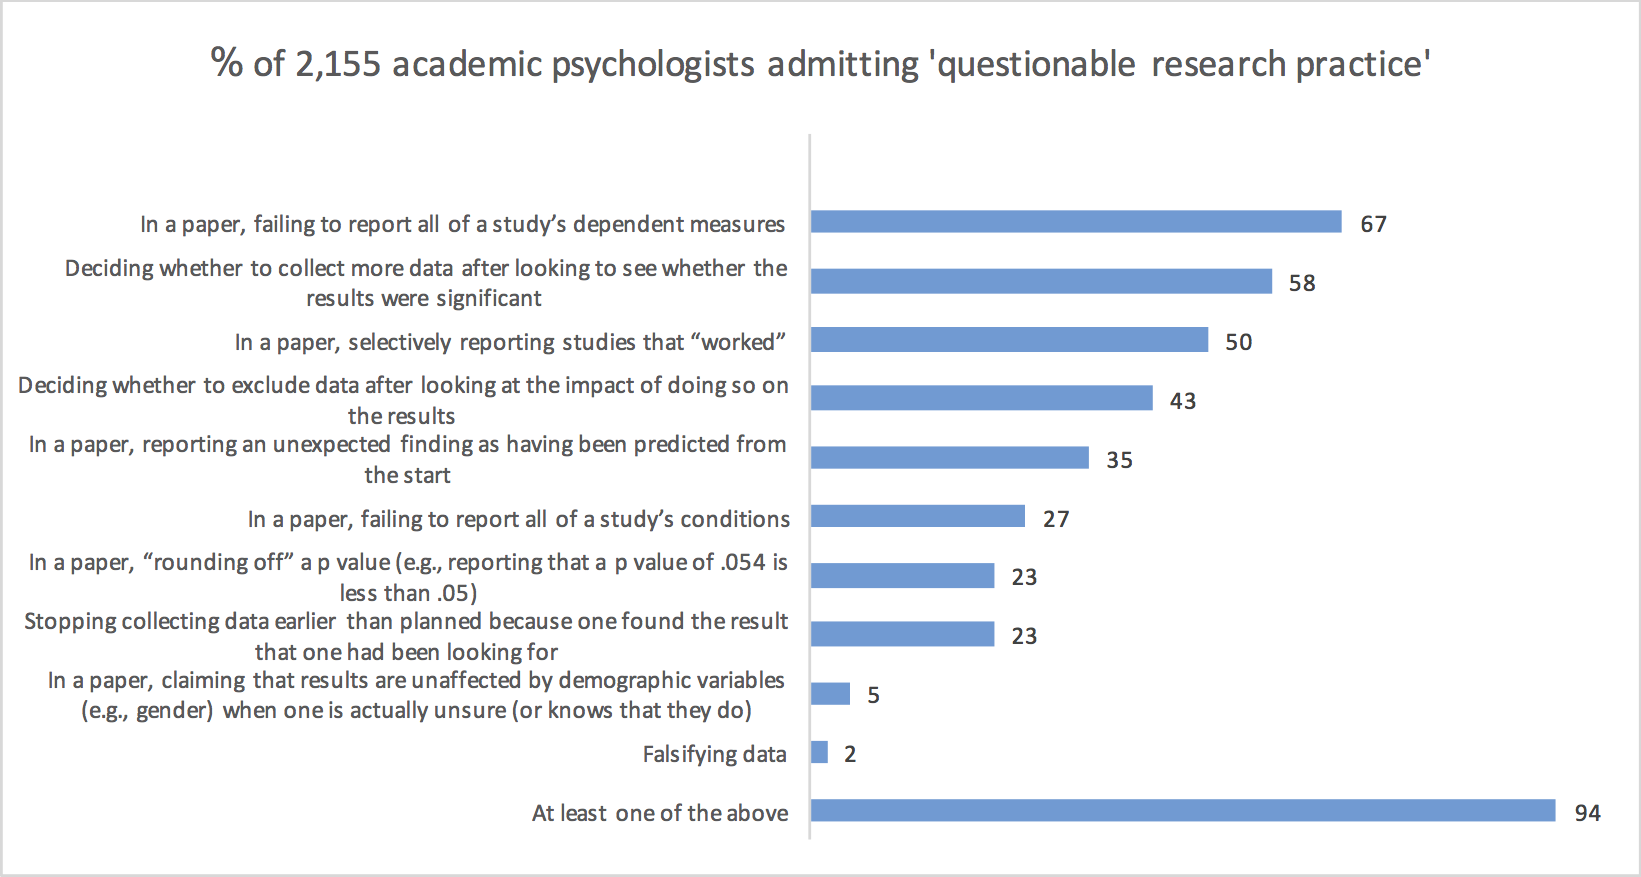 % of 2,155 academic psychologists admitting 'questionable research practice'
In a paper, failing to report all of a study’s dependent measures
67
Deciding whether to collect more data after looking to see whether the
results were significant
58
In a paper, selectively reporting studies that “worked”
50
Deciding whether to exclude data after looking at the impact of doing so on
the results
43
In a paper, reporting an unexpected finding as having been predicted from
the start
35
In a paper, failing to report all of a study’s conditions
27
In a paper, “rounding off” a p value (e.g., reporting that a p value of .054 is
less than .05)
23
Stopping collecting data earlier than planned because one found the result
that one had been looking for
23
In a paper, claiming that results are unaffected by demographic variables
(e.g., gender) when one is actually unsure (or knows that they do)
5
Falsifying data
2
At least one of the above
94